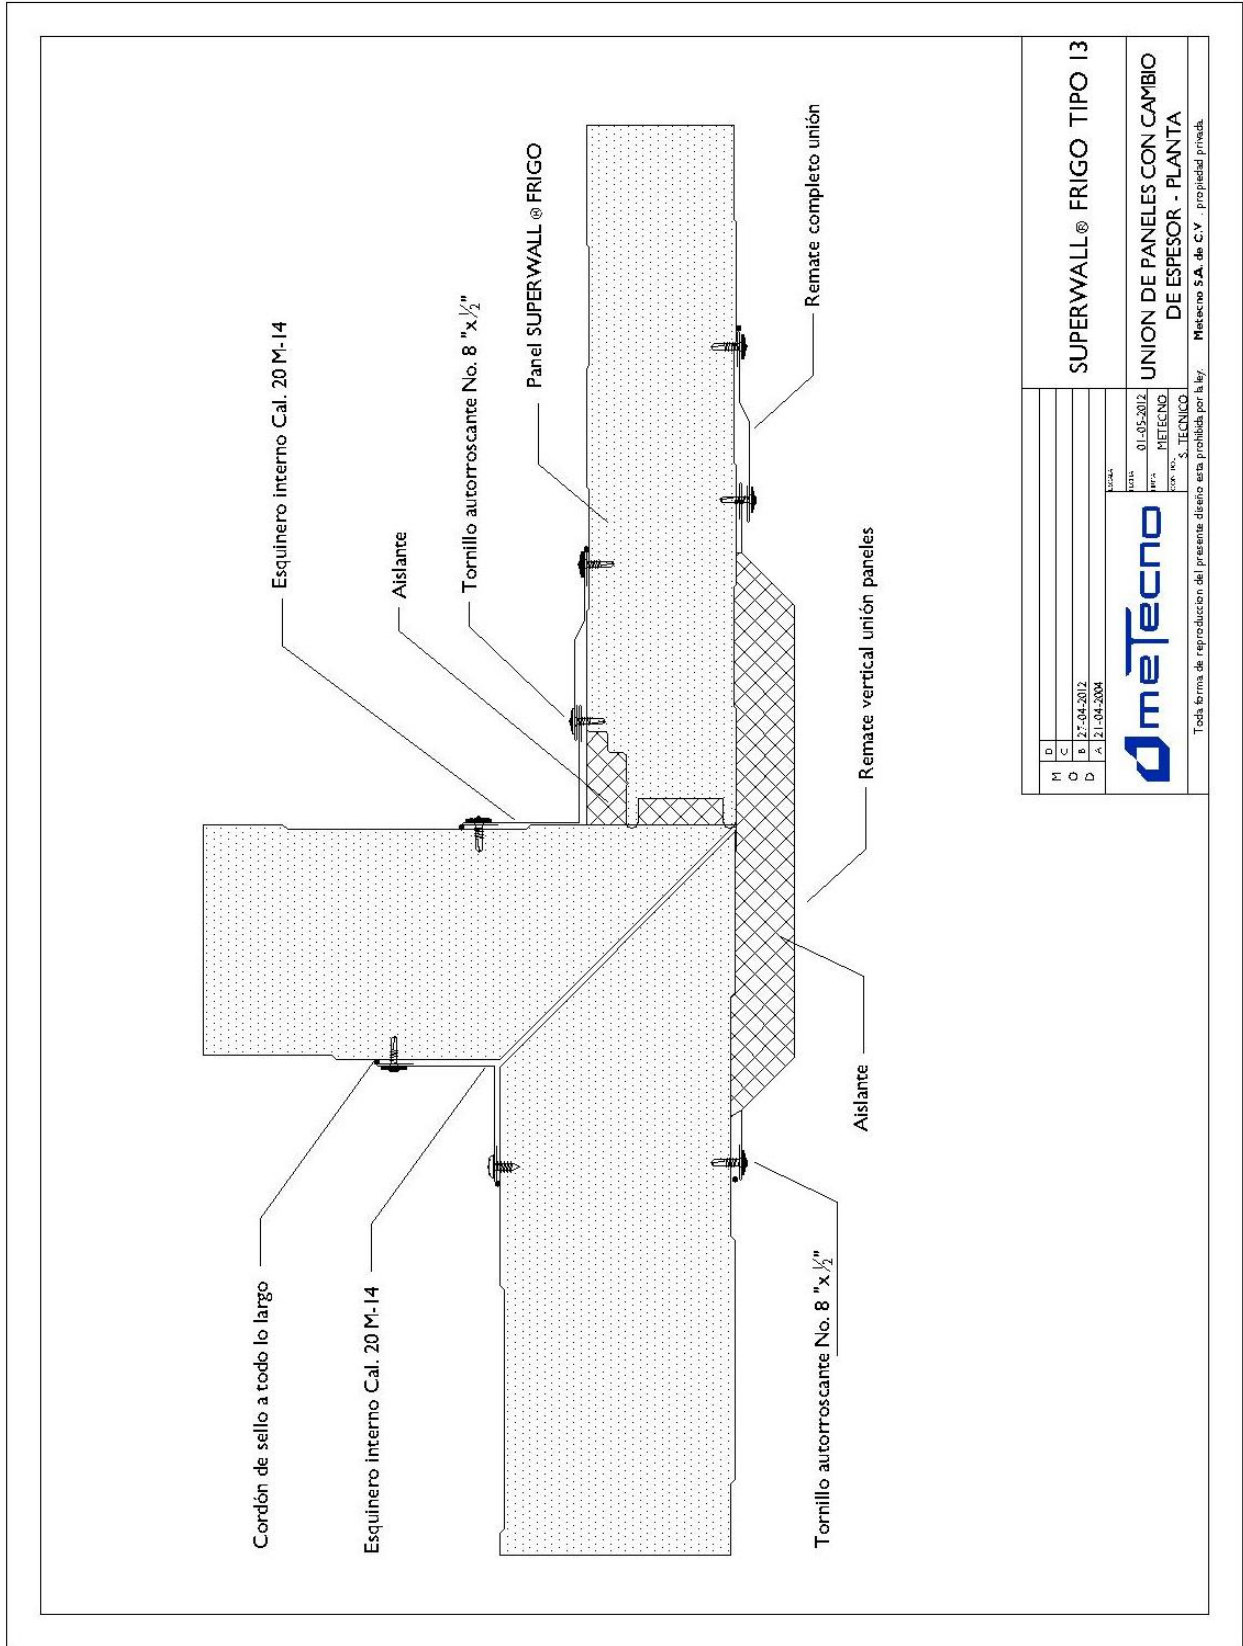 Cordón de sello a todo lo largo
Esquinero interno Cal. 20 M-14
Esquinero interno Cal. 20 M-14
Aislante
Tornillo autorroscante No. 8 "x½"
Panel SUPERWALL ® FRIGO
Tornillo autorroscante No. 8 "x½"
Aislante
Remate vertical unión paneles
Remate completo unión
M
O
D
D
C
B 27-04-2012
A 21-04-2004
SUPERWALL® FRIGO TIPO 13
meTecno
ESCALA
FECHA 01-05-2012
METECNO
S. TECNICO
UNION DE PANELES CON CAMBIO
DE ESPESOR - PLANTA
Toda forma de reproduccion del presente diseño esta prohibida por la ley. Metecno S.A. de C.V. propiedad privada.